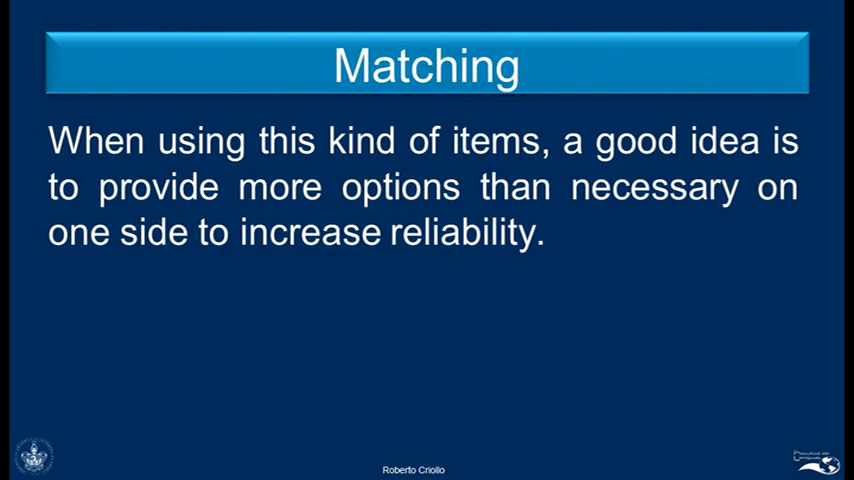 Matching
When using this kind of items, a good idea is
to provide more options than necessary on
one side to increase reliability.
Roberto Criollo